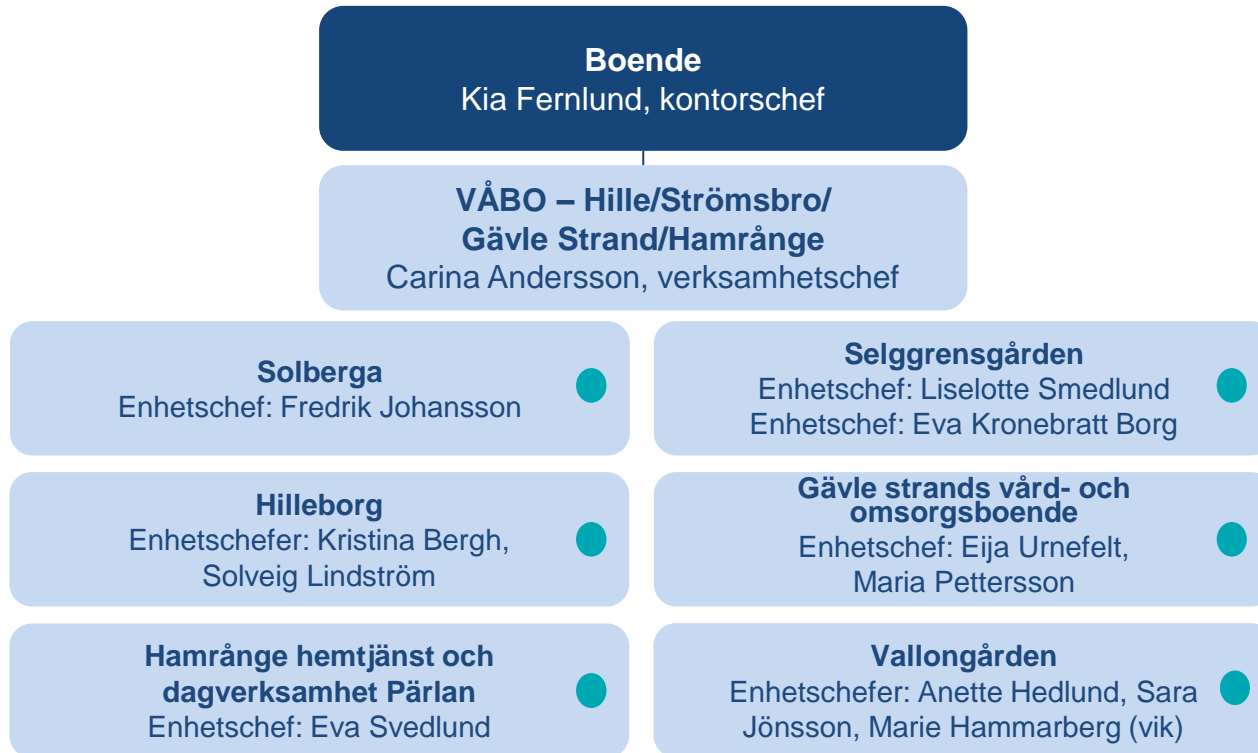 Boende
Kia Fernlund, kontorschef
VÅBO – Hille/Strömsbro/
Gävle Strand/Hamrånge
Carina Andersson, verksamhetschef
Solberga
Enhetschef: Fredrik Johansson
Selggrensgården
Enhetschef: Liselotte Smedlund
Enhetschef: Eva Kronebratt Borg
Hilleborg
Enhetschefer: Kristina Bergh,
Solveig Lindström
Gävle strands vård- och
omsorgsboende
Enhetschef: Eija Urnefelt,
Maria Pettersson
Hamrånge hemtjänst och
dagverksamhet Pärlan
Enhetschef: Eva Svedlund
Vallongården
Enhetschefer: Anette Hedlund, Sara
Jönsson, Marie Hammarberg (vik)